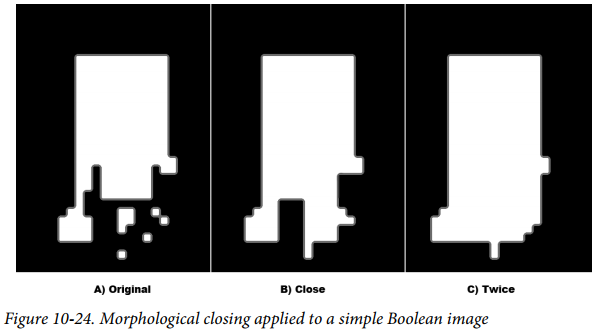 A) Original
B) Close
C) Twice
Figure 10-24. Morphological closing applied to a simple Boolean image